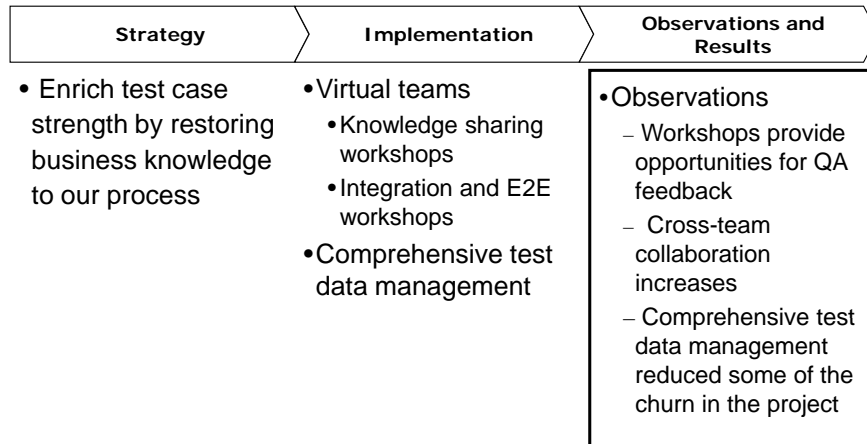 Strategy
Implementation
Observations and
Results
• Enrich test case
strength by restoring
business knowledge
to our process
•Virtual teams
•Knowledge sharing
workshops
•Integration and E2E
workshops
•Comprehensive test
data management
•Observations
– Workshops provide
opportunities for QA
feedback
– Cross-team
collaboration
increases
– Comprehensive test
data management
reduced some of the
churn in the project